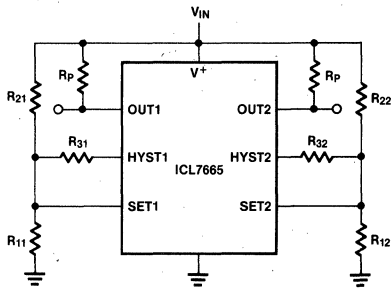 VIN
RP
V+
RP
R21
R22
OUT1
OUT2
R31
HYST1
HYST2
R32
ICL7665
SET1
SET2
R11
R12